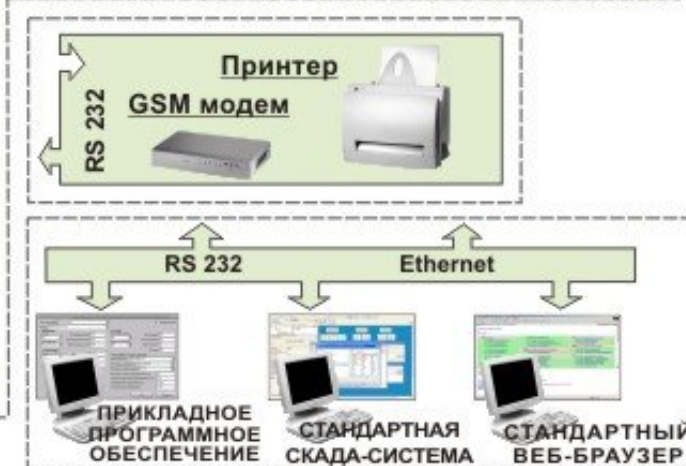 Принтер
GSM модем
RS 232
RS 232
Ethernet
ПРИКЛАДНОЕ
ПРОГРАММНОЕ
ОБЕСПЕЧЕНИЕ
СТАНДАРТНАЯ
СКАДА-СИСТЕМА
СТАНДАРТНЫЙ
ВЕБ-БРАУЗЕР